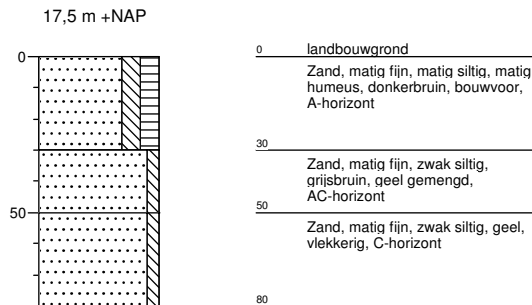 17,5 m +NAP
0
50
0 landbouwgrond
Zand, matig fijn, matig siltig, matig
humeus, donkerbruin, bouwvoor,
A-horizont
30
Zand, matig fijn, zwak siltig,
grijsbruin, geel gemengd,
AC-horizont
50
Zand, matig fijn, zwak siltig, geel,
vlekkerig, C-horizont
80